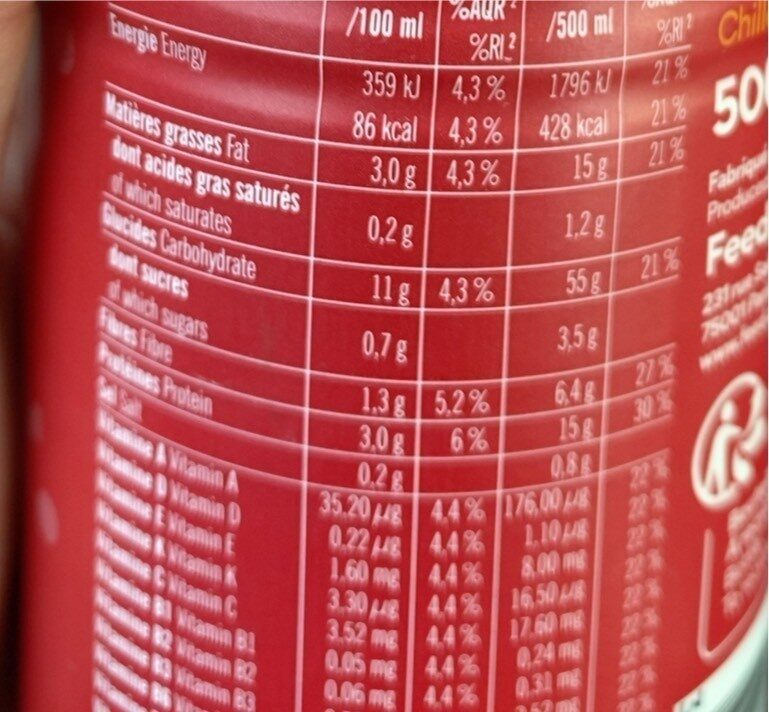 /100 ml %AQR² /500 ml
%RI² %RI² Chili
Energie Energy 359 kJ 4,3 % 1796 kJ 21 % 500
86 kcal 4,3 % 428 kcal 21 %
Matières grasses Fat 3,0 g 4,3 % 15 g 21 %
dont acides gras saturés
of which saturates 0,2 g 1,2 g
Glucides Carbohydrate 11 g 4,3 % 55 g 21 %
dont sucres
of which sugars 0,7 g 3,5 g
Fibres Fibre 1,3 g 5,2 % 6,4 g 27 %
Protéines Protein 3,0 g 6 % 15 g 30 %
Sel Salt 0,2 g 0,8 g
Vitamine A Vitamin A 35.20 µg 4,4 % 176,00 µg 22 %
Vitamine D Vitamin D 0.22 µg 4,4 % 1.10 µg 22 %
Vitamine E Vitamin E 1.60 mg 4,4 % 8.00 mg 22 %
Vitamine K Vitamin K 3.30 µg 4,4 % 16.50 µg 22 %
Vitamine C Vitamin C 3.52 mg 4,4 % 17.60 mg 22 %
Vitamine B1 Vitamin B1 0.05 mg 4,4 % 0.24 mg 22 %
Vitamine B2 Vitamin B2 0.06 mg 4,4 % 0.31 mg 22 %
Vitamin B3
Fabriqué
Produced
Feed
231 rue Sa
75001 Pa
www.